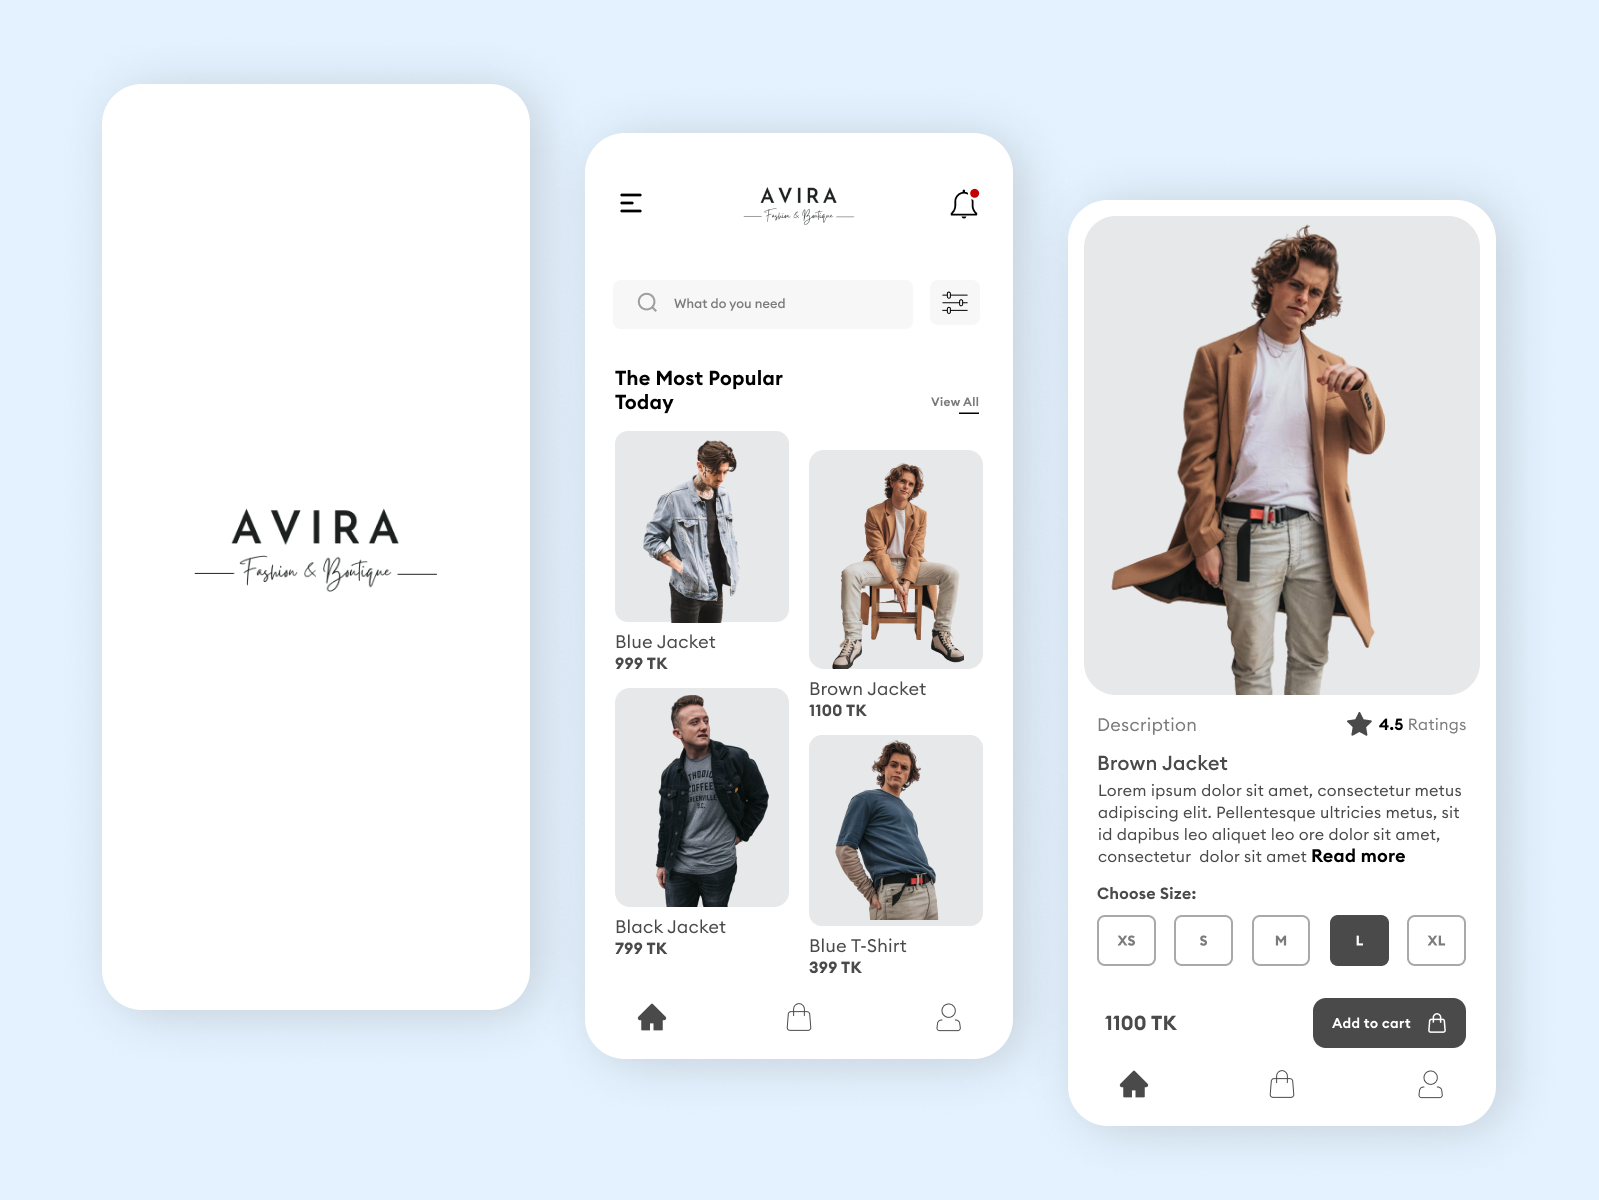 AVIRA
Fashion & Boutique
AVIRA
Fashion & Boutique
What do you need
The Most Popular
Today
View All
Blue Jacket
999 TK
Brown Jacket
1100 TK
THODIC
COFFEE
GREENVILLE
S.C.
Black Jacket
799 TK
Blue T-Shirt
399 TK
Description
4.5 Ratings
Brown Jacket
Lorem ipsum dolor sit amet, consectetur metus
adipiscing elit. Pellentesque ultricies metus, sit
id dapibus leo aliquet leo ore dolor sit amet,
consectetur dolor sit amet Read more
Choose Size:
XS
S
M
L
XL
1100 TK
Add to cart